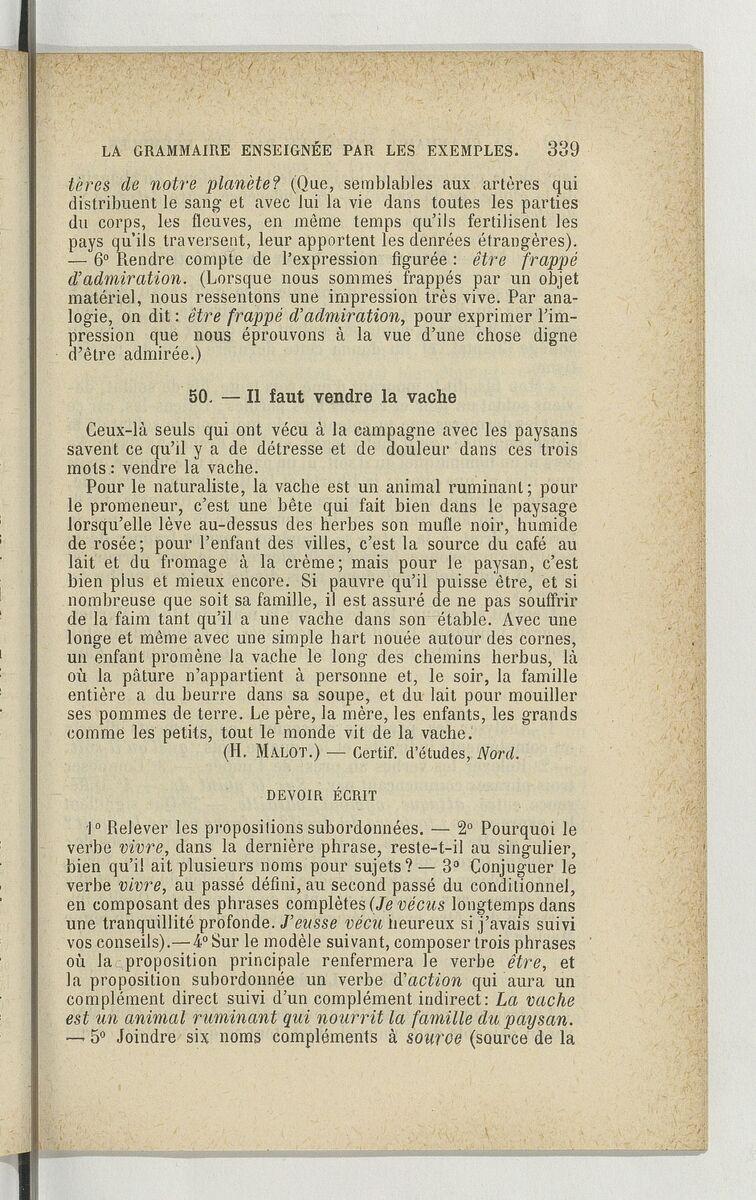 LA GRAMMAIRE ENSEIGNÉE PAR LES EXEMPLES. 339
tères de notre planète? (Que, semblables aux artères qui
distribuent le sang et avec lui la vie dans toutes les parties
du corps, les fleuves, en même temps qu'ils fertilisent les
pays qu'ils traversent, leur apportent les denrées étrangères).
— 6º Rendre compte de l'expression figurée : être frappé
d'admiration. (Lorsque nous sommes frappés par un objet
matériel, nous ressentons une impression très vive. Par ana-
logie, on dit : être frappé d'admiration, pour exprimer l'im-
pression que nous éprouvons à la vue d'une chose digne
d'être admirée.)
50. — Il faut vendre la vache
Ceux-là seuls qui ont vécu à la campagne avec les paysans
savent ce qu'il y a de détresse et de douleur dans ces trois
mots : vendre la vache.
Pour le naturaliste, la vache est un animal ruminant ; pour
le promeneur, c'est une bête qui fait bien dans le paysage
lorsqu'elle lève au-dessus des herbes son mufle noir, humide
de rosée ; pour l'enfant des villes, c'est la source du café au
lait et du fromage à la crème ; mais pour le paysan, c'est
bien plus et mieux encore. Si pauvre qu'il puisse être, et si
nombreuse que soit sa famille, il est assuré de ne pas souffrir
de la faim tant qu'il a une vache dans son étable. Avec une
longe et même avec une simple hart nouée autour des cornes,
un enfant promène la vache le long des chemins herbus, là
où la pâture n'appartient à personne et, le soir, la famille
entière a du beurre dans sa soupe, et du lait pour mouiller
ses pommes de terre. Le père, la mère, les enfants, les grands
comme les petits, tout le monde vit de la vache.
(H. MALOT.) — Certif. d'études, Nord.
DEVOIR ÉCRIT
1º Relever les propositions subordonnées. — 2º Pourquoi le
verbe vivre, dans la dernière phrase, reste-t-il au singulier,
bien qu'il ait plusieurs noms pour sujets ? — 3º Conjuguer le
verbe vivre, au passé défini, au second passé du conditionnel,
en composant des phrases complètes (Je vécus longtemps dans
une tranquillité profonde. J'eusse vécu heureux si j'avais suivi
vos conseils). — 4º Sur le modèle suivant, composer trois phrases
où la proposition principale renfermera le verbe être, et
la proposition subordonnée un verbe d'action qui aura un
complément direct suivi d'un complément indirect : La vache
est un animal ruminant qui nourrit la famille du paysan.
— 5º Joindre six noms compléments à source (source de la